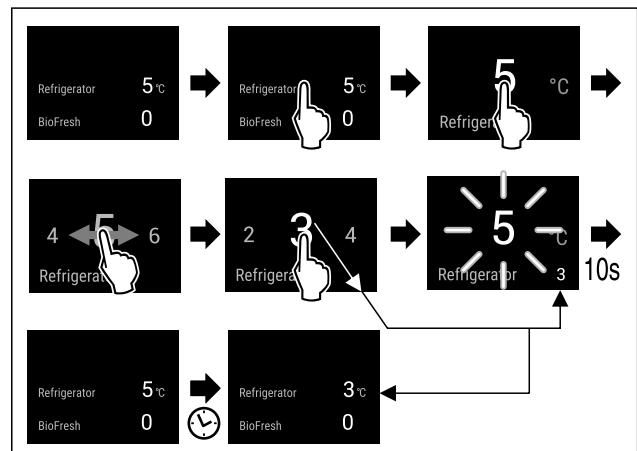 Refrigerator 5 °C
BioFresh 0
Refrigerator 5 °C
BioFresh 0
5 °C
Refriger
4 5 6
Refrigerat
2 3 4
Refrigera
5 °C
Refrigerator 3
10s
Refrigerator 5 °C
BioFresh 0
Refrigerator 3 °C
BioFresh 0